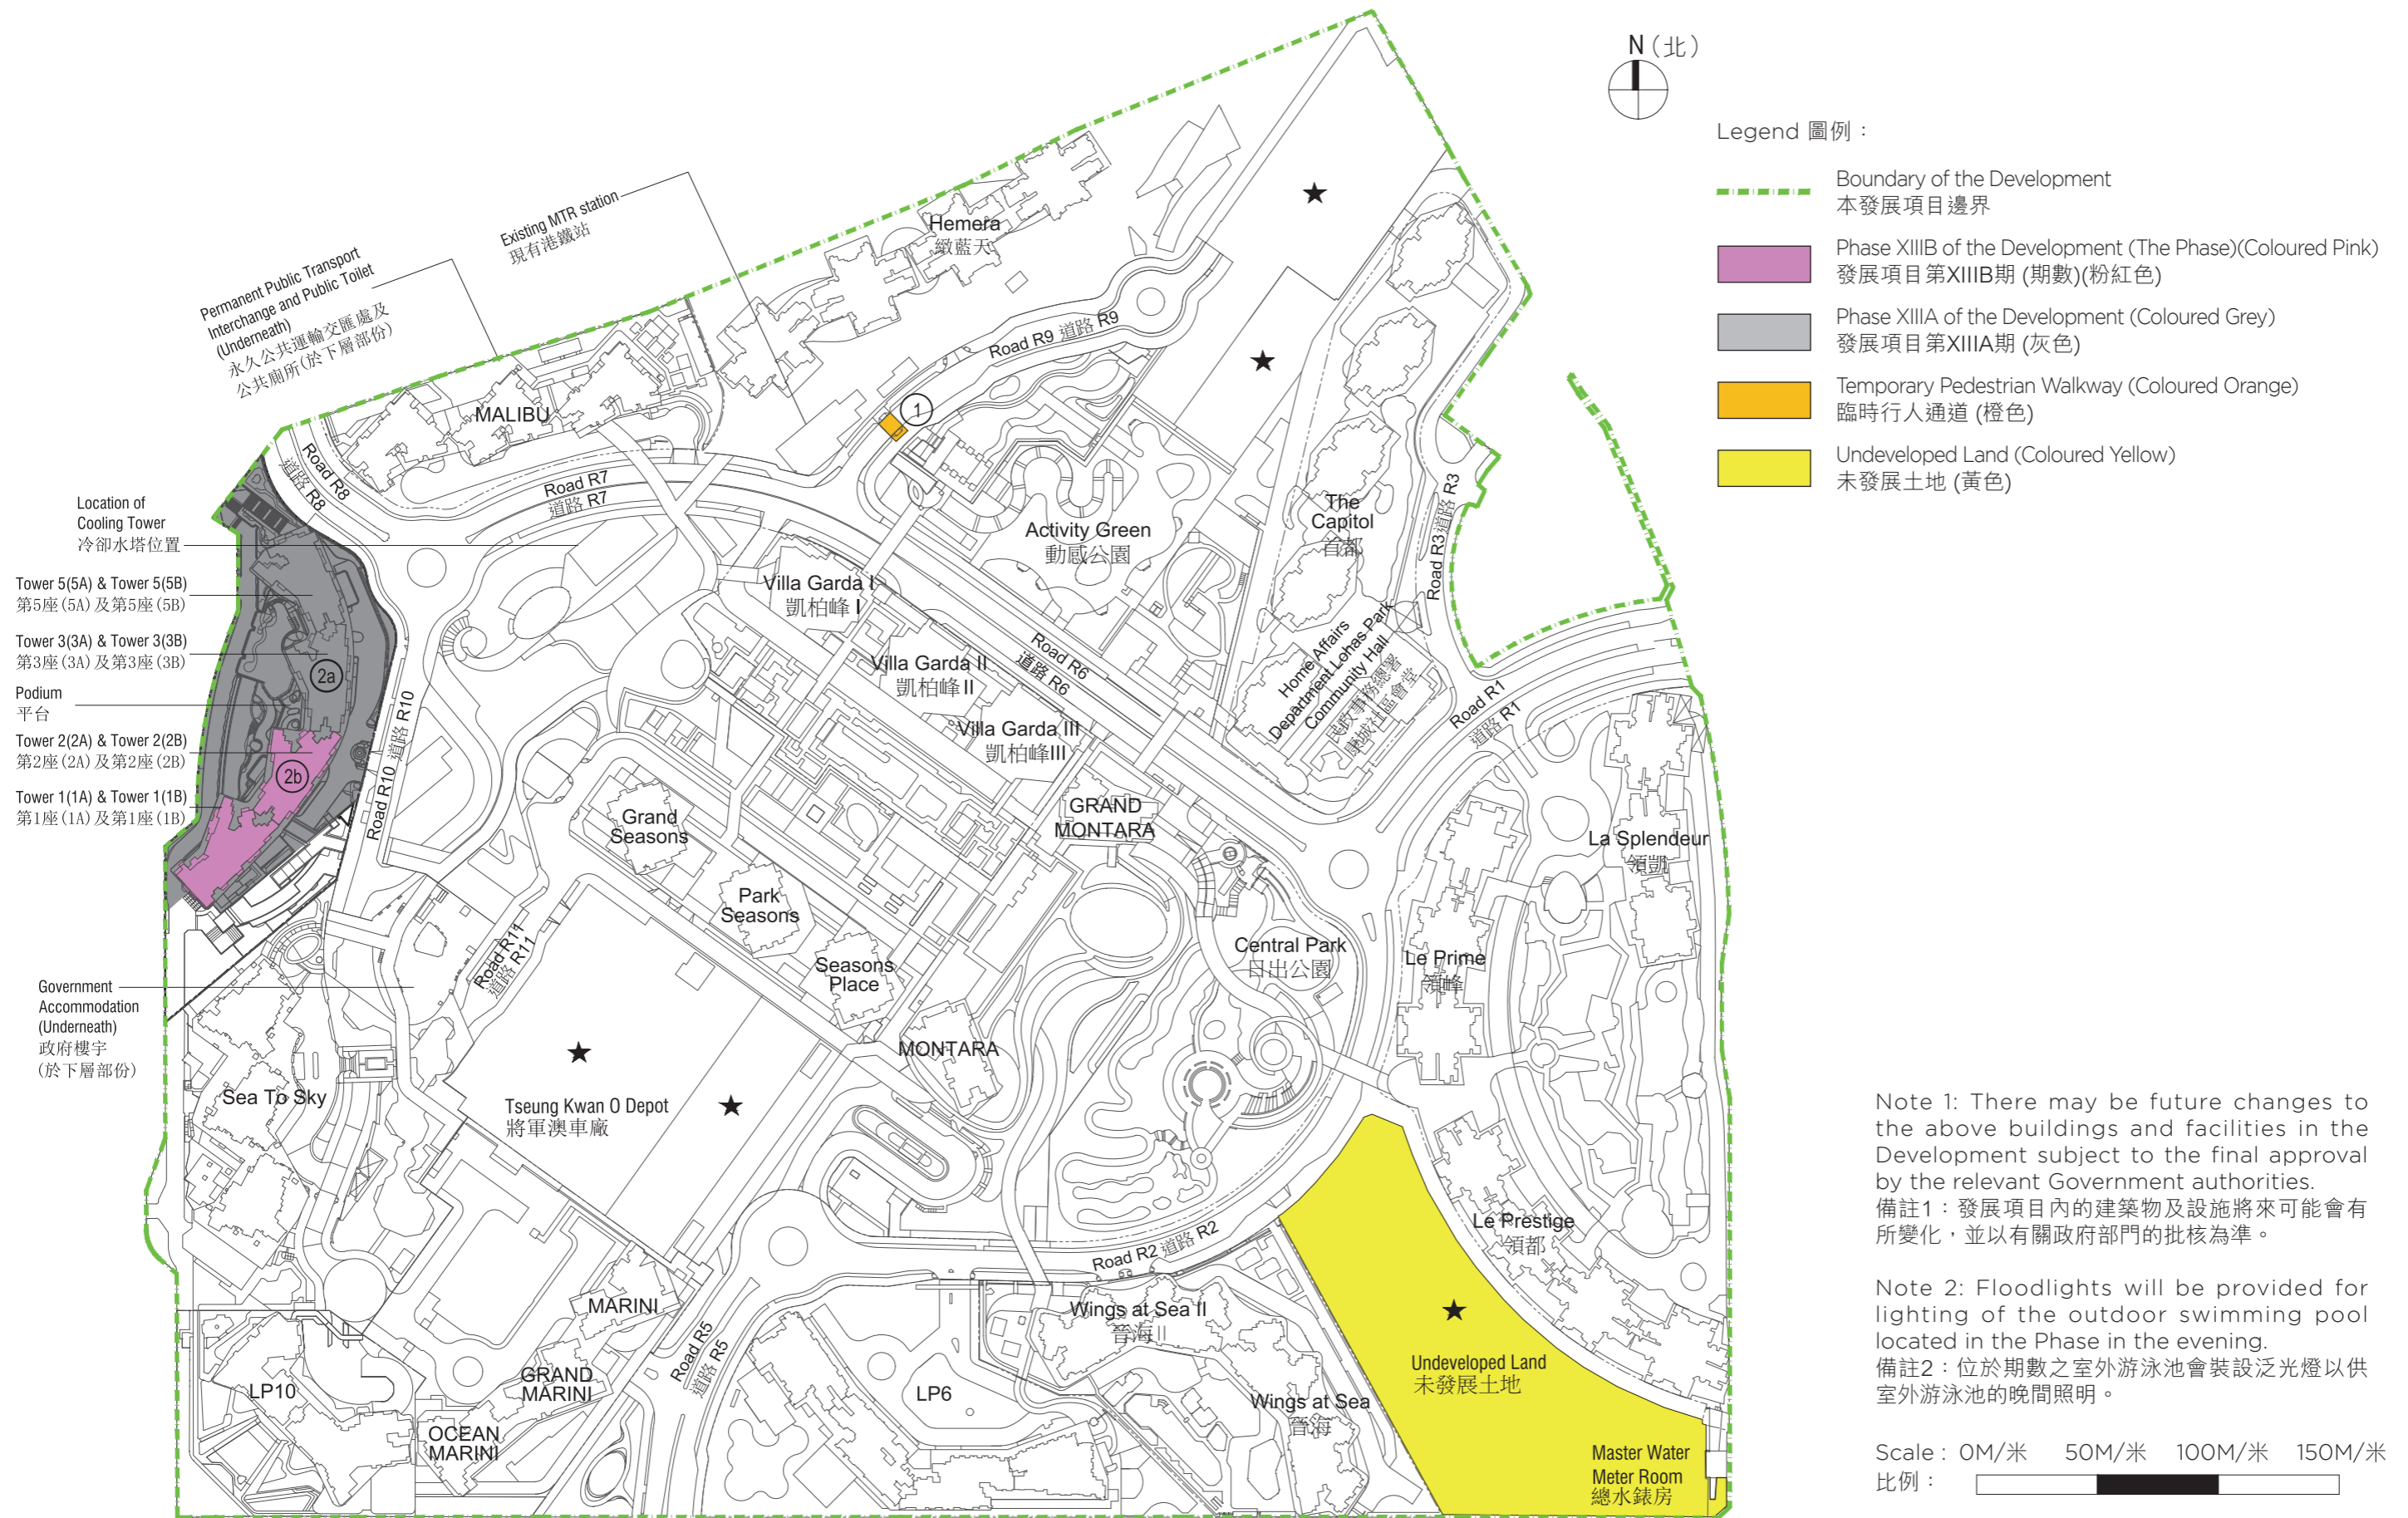 N(北)
Legend 圖例：
Boundary of the Development
本發展項目邊界
Phase XIIIB of the Development (The Phase)(Coloured Pink)
發展項目第XIIIB期 (期數)(粉紅色)
Phase XIIIA of the Development (Coloured Grey)
發展項目第XIIIA期 (灰色)
Temporary Pedestrian Walkway (Coloured Orange)
臨時行人通道 (橙色)
Undeveloped Land (Coloured Yellow)
未發展土地 (黃色)
Existing MTR station
現有港鐵站
Permanent Public Transport
Interchange and Public Toilet
(Underneath)
永久公共運輸交匯處及
公共廁所(於下層部份)
Hemera
緻藍天
MALIBU
Road R9 道路 R9
1
Road R8
道路 R8
Road R7
道路 R7
Location of
Cooling Tower
冷卻水塔位置
Tower 5(5A) & Tower 5(5B)
第5座(5A)及第5座(5B)
Tower 3(3A) & Tower 3(3B)
第3座(3A)及第3座(3B)
Podium
平台
Tower 2(2A) & Tower 2(2B)
第2座(2A)及第2座(2B)
Tower 1(1A) & Tower 1(1B)
第1座(1A)及第1座(1B)
2a
2b
Road R10 道路 R10
Activity Green
動感公園
The
Capitol
首都
Road R3道路 R3
Villa Garda I
凱柏峰 I
Villa Garda II
凱柏峰 II
Villa Garda III
凱柏峰III
Road R6
道路 R6
Home Affairs
Department Lohas Park
Community Hall
民政事務總署
康城社區會堂
Road R1
道路 R1
Grand
Seasons
Park
Seasons
Seasons
Place
GRAND
MONTARA
La Splendeur
領凱
Central Park
日出公園
Le Prime
領峰
Road R11
道路 R11
MONTARA
Government
Accommodation
(Underneath)
政府樓宇
(於下層部份)
Sea To Sky
Tseung Kwan O Depot
將軍澳車廠
Le Prestige
領都
Road R2 道路 R2
MARINI
Wings at Sea II
晉海II
Road R5
道路 R5
GRAND
MARINI
LP10
LP6
OCEAN
MARINI
Wings at Sea
晉海
Undeveloped Land
未發展土地
Master Water
Meter Room
總水錶房
Note 1: There may be future changes to
the above buildings and facilities in the
Development subject to the final approval
by the relevant Government authorities.
備註1：發展項目內的建築物及設施將來可能會有
所變化，並以有關政府部門的批核為準。
Note 2: Floodlights will be provided for
lighting of the outdoor swimming pool
located in the Phase in the evening.
備註2：位於期數之室外游泳池會裝設泛光燈以供
室外游泳池的晚間照明。
Scale : 0M/米 50M/米 100M/米 150M/米
比例：